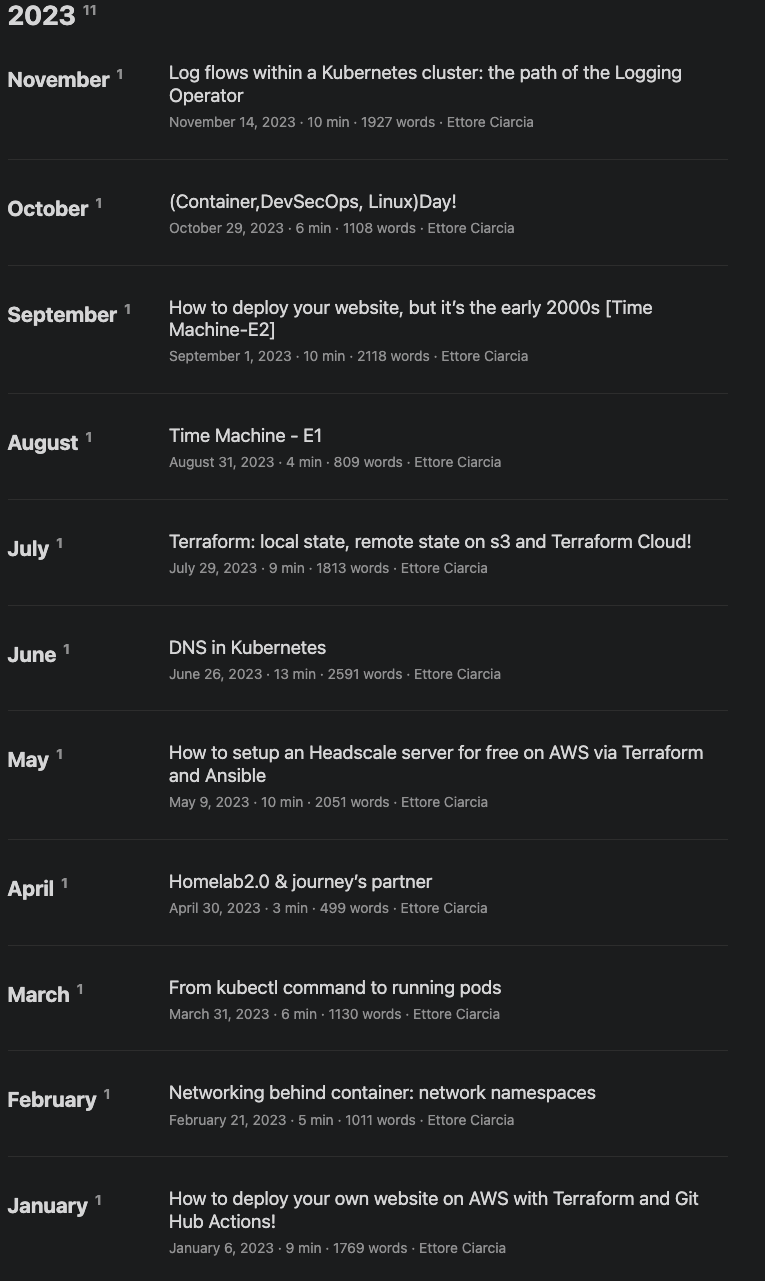 2023 11
November 1
Log flows within a Kubernetes cluster: the path of the Logging
Operator
November 14, 2023 · 10 min · 1927 words · Ettore Ciarcia
October 1
(Container,DevSecOps, Linux)Day!
October 29, 2023 · 6 min · 1108 words · Ettore Ciarcia
September 1
How to deploy your website, but it’s the early 2000s [Time
Machine-E2]
September 1, 2023 · 10 min · 2118 words · Ettore Ciarcia
August 1
Time Machine - E1
August 31, 2023 · 4 min · 809 words · Ettore Ciarcia
July 1
Terraform: local state, remote state on s3 and Terraform Cloud!
July 29, 2023 · 9 min · 1813 words · Ettore Ciarcia
June 1
DNS in Kubernetes
June 26, 2023 · 13 min · 2591 words · Ettore Ciarcia
May 1
How to setup an Headscale server for free on AWS via Terraform
and Ansible
May 9, 2023 · 10 min · 2051 words · Ettore Ciarcia
April 1
Homelab2.0 & journey’s partner
April 30, 2023 · 3 min · 499 words · Ettore Ciarcia
March 1
From kubectl command to running pods
March 31, 2023 · 6 min · 1130 words · Ettore Ciarcia
February 1
Networking behind container: network namespaces
February 21, 2023 · 5 min · 1011 words · Ettore Ciarcia
January 1
How to deploy your own website on AWS with Terraform and Git
Hub Actions!
January 6, 2023 · 9 min · 1769 words · Ettore Ciarcia